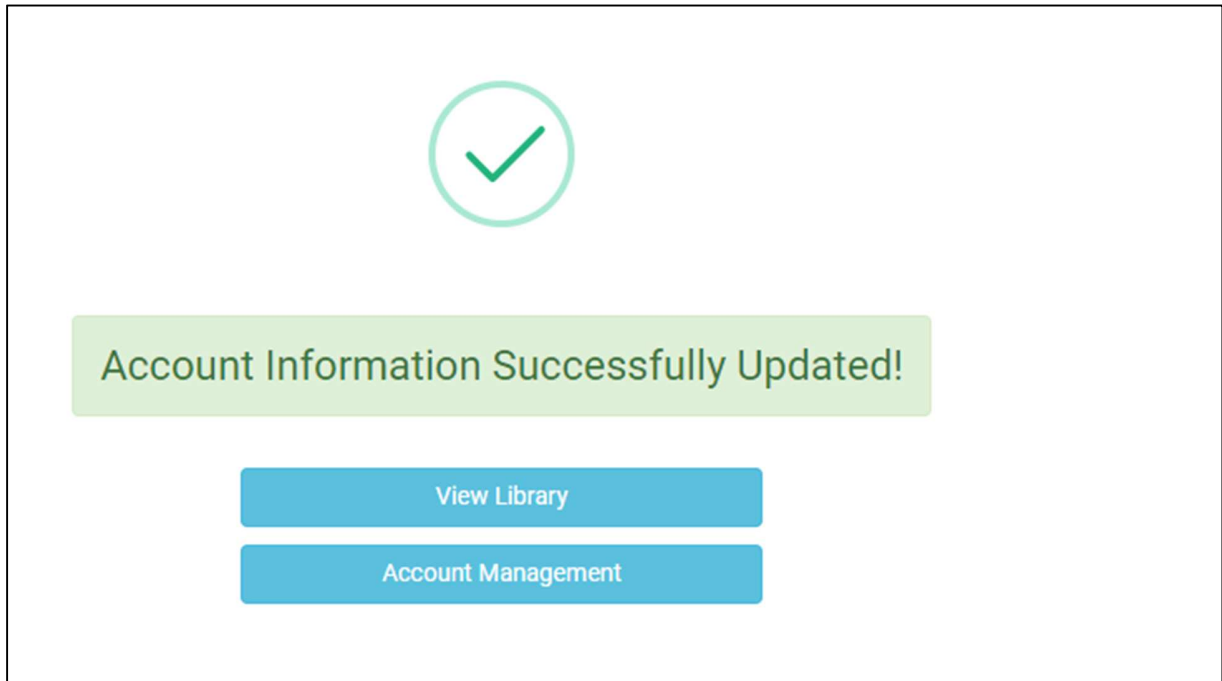 Account Information Successfully Updated!
View Library
Account Management